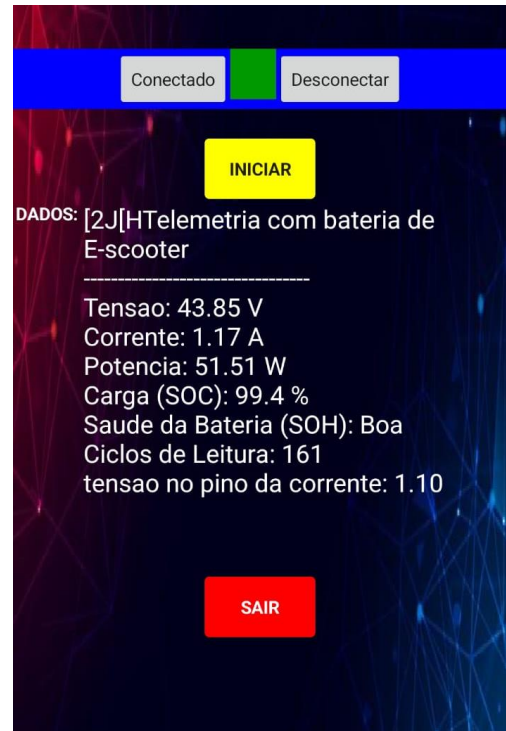 Conectado Desconectar
INICIAR
DADOS: [2J[HTelemetria com bateria de
E-scooter
---------------------------------
Tensao: 43.85 V
Corrente: 1.17 A
Potencia: 51.51 W
Carga (SOC): 99.4 %
Saude da Bateria (SOH): Boa
Ciclos de Leitura: 161
tensao no pino da corrente: 1.10
SAIR